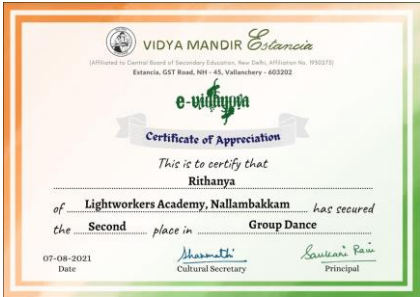 VIDYA MANDIR Estancia
(Affiliated to Central Board of Secondary Education, New Delhi, Affiliation No. 1930273)
Estancia, GST Road, NH - 45, Vallanchery - 603202
e-vidhyota
Certificate of Appreciation
This is to certify that
Rithanya
of Lightworkers Academy, Nallambakkam has secured
the Second place in Group Dance
07-08-2021
Date
Cultural Secretary
Principal